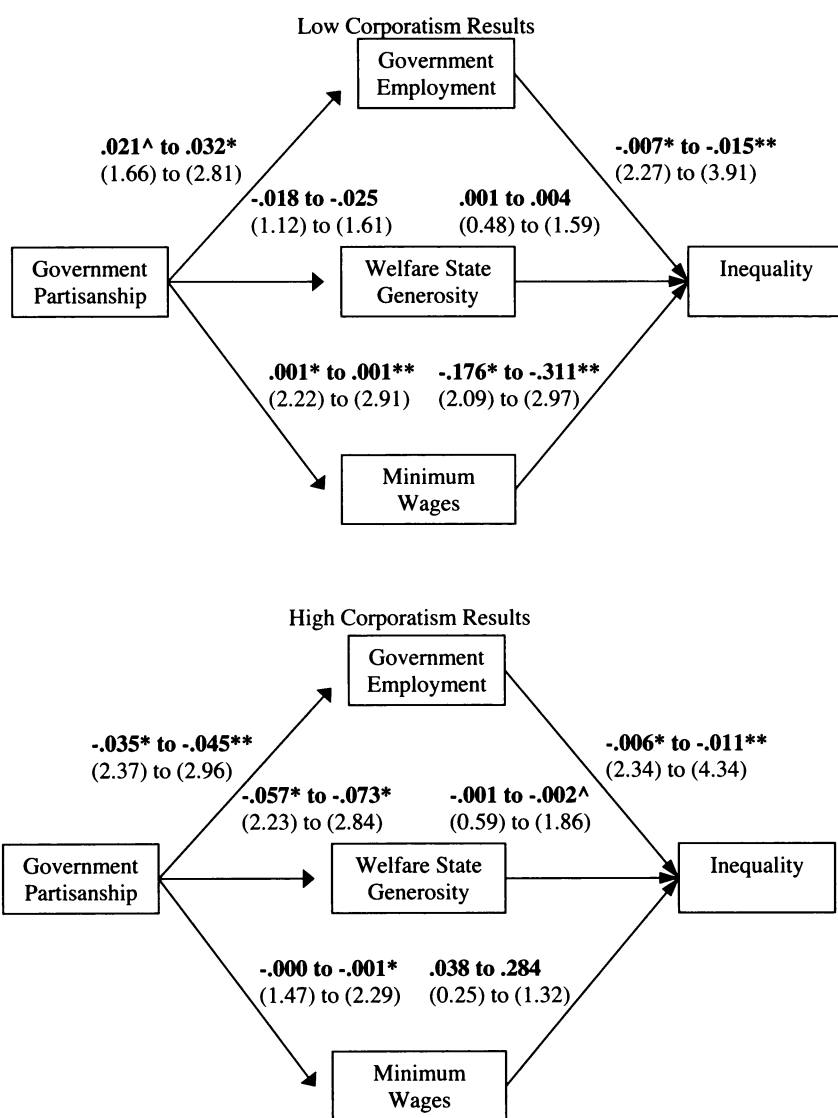 Low Corporatism Results
Government
Employment
.021^ to .032*
(1.66) to (2.81)
-.007* to -.015**
(2.27) to (3.91)
-.018 to -.025
(1.12) to (1.61)
.001 to .004
(0.48) to (1.59)
Government
Partisanship
Welfare State
Generosity
Inequality
.001* to .001**
(2.22) to (2.91)
-.176* to -.311**
(2.09) to (2.97)
Minimum
Wages
High Corporatism Results
Government
Employment
-.035* to -.045**
(2.37) to (2.96)
-.006* to -.011**
(2.34) to (4.34)
-.057* to -.073*
(2.23) to (2.84)
-.001 to -.002^
(0.59) to (1.86)
Government
Partisanship
Welfare State
Generosity
Inequality
-.000 to -.001*
(1.47) to (2.29)
.038 to .284
(0.25) to (1.32)
Minimum
Wages